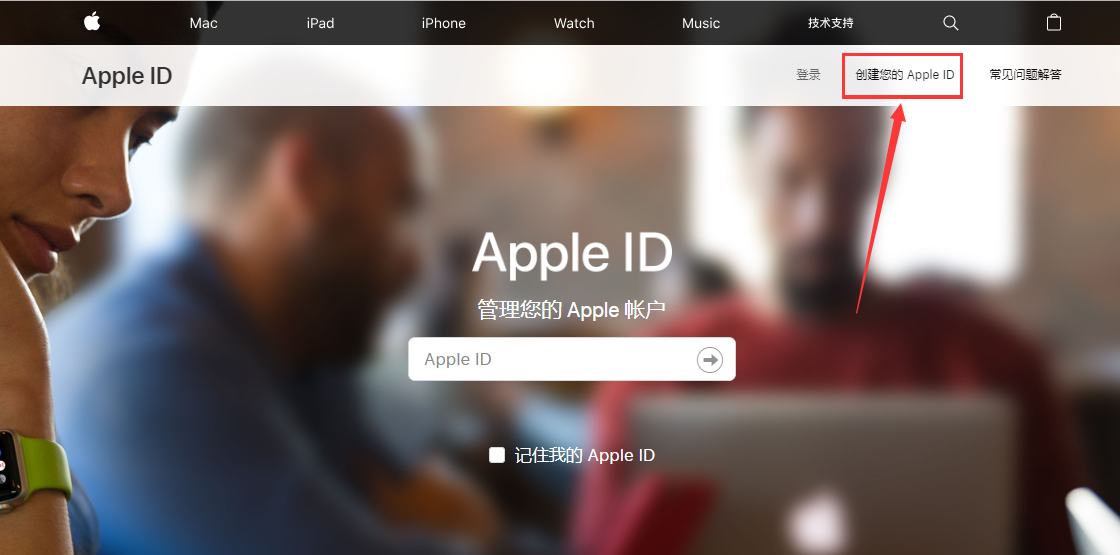 Mac iPad iPhone Watch Music 技术支持
Apple ID 登录 创建您的 Apple ID 常见问题解答
Apple ID
管理您的 Apple 帐户
Apple ID
记住我的 Apple ID